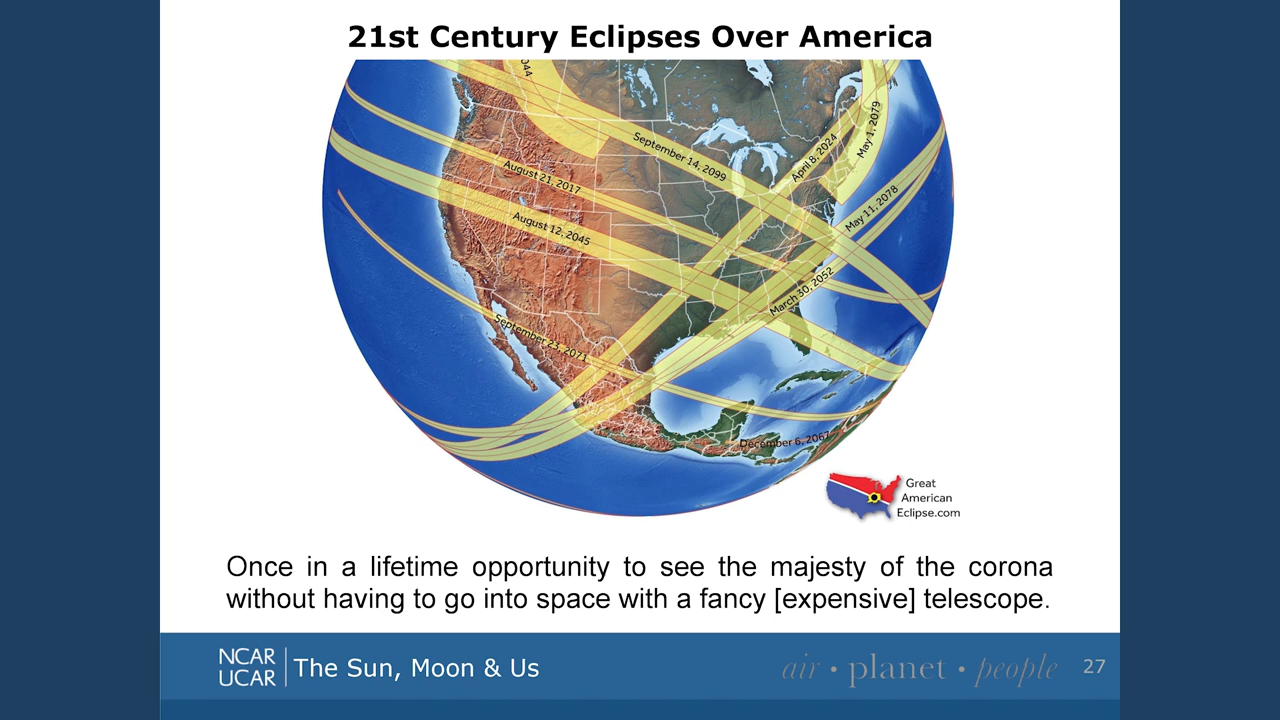 21st Century Eclipses Over America
044
September 14, 2099
April 8, 2024
May 1, 2079
August 21, 2017
May 11, 2078
August 12, 2045
March 30, 2052
September 23, 2071
December 6, 2067
Great
American
Eclipse.com
Once in a lifetime opportunity to see the majesty of the corona
without having to go into space with a fancy [expensive] telescope.
NCAR
UCAR
The Sun, Moon & Us
air • planet • people
27